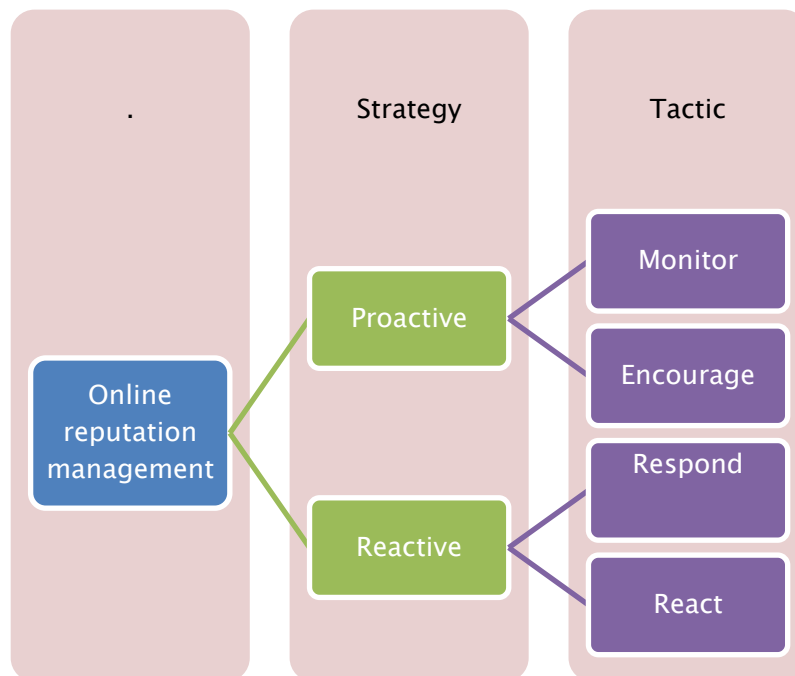 .
Strategy
Tactic
Monitor
Proactive
Encourage
Online
reputation
management
Respond
Reactive
React